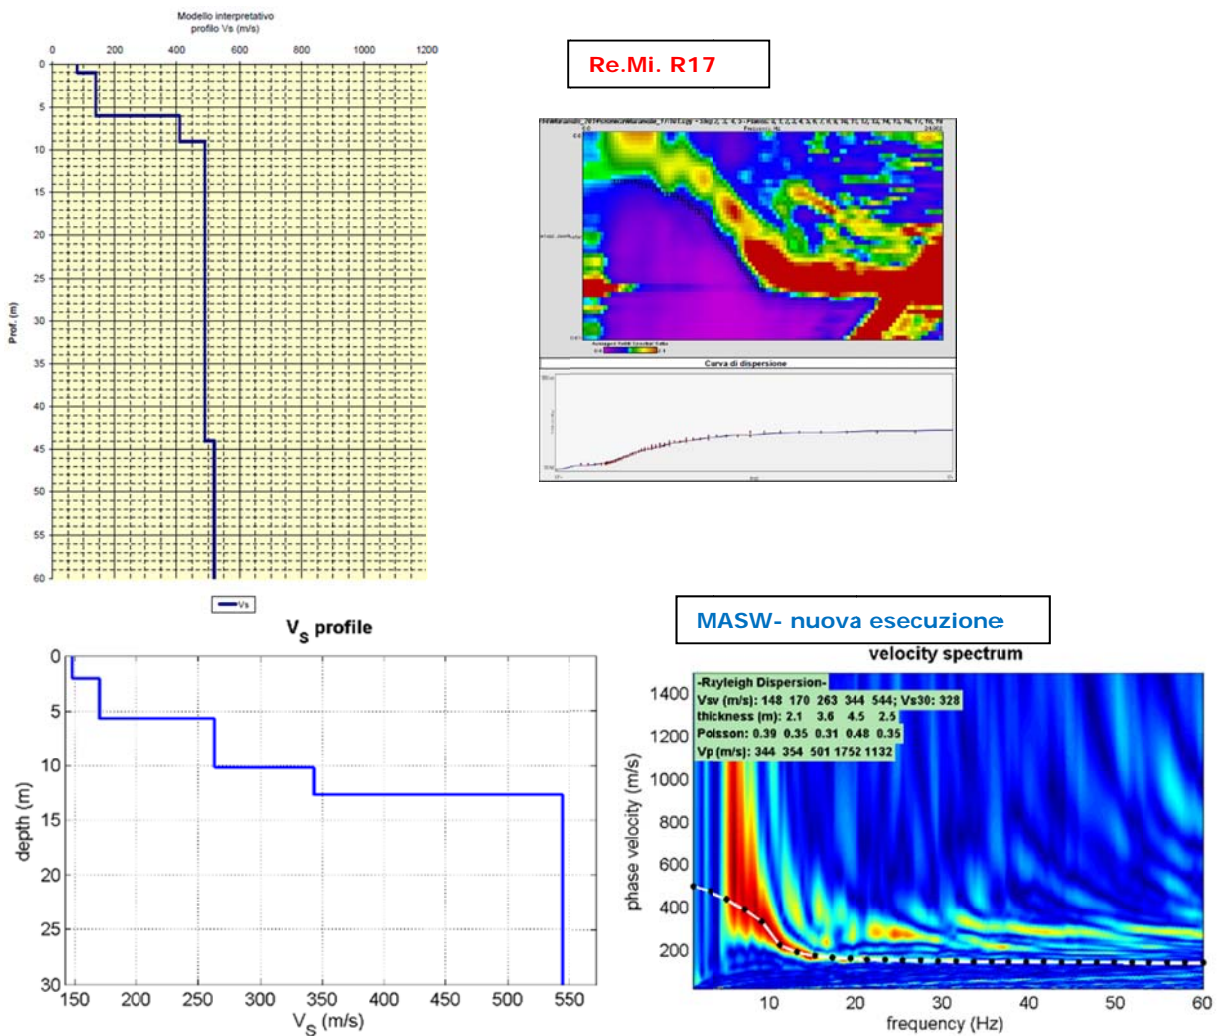 Modello interpretativo
profilo Vs (m/s)
0 200 400 600 800 1000 1200
0
5
10
15
20
25
30
35
40
45
50
55
60
Prof. (m)
Vs
Re.Mi. R17
Frequency, Hz
Curva di dispersione
V_S profile
0
5
10
15
20
25
30
depth (m)
150 200 250 300 350 400 450 500 550
V_S (m/s)
MASW- nuova esecuzione
velocity spectrum
-Rayleigh Dispersion-
Vsv (m/s): 148 170 263 344 544; Vs30: 328
thickness (m): 2.1 3.6 4.5 2.5
Poisson: 0.39 0.35 0.31 0.48 0.35
Vp (m/s): 344 354 501 1752 1132
1400
1200
1000
800
600
400
200
phase velocity (m/s)
10 20 30 40 50 60
frequency (Hz)